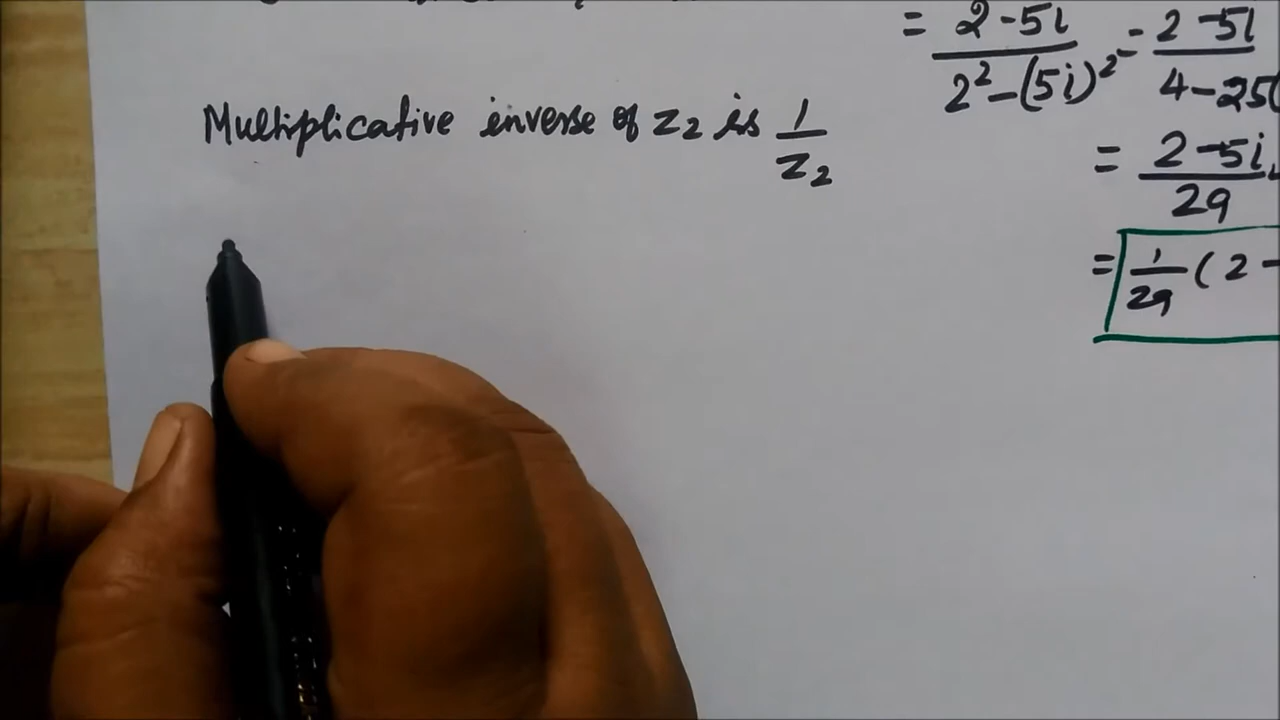 Multiplicative inverse of z₂ is 1/z₂
= 2-5i / 2² - (5i)² = 2-5i / 4-25(
= 2-5i / 29
= 1/29 (2-